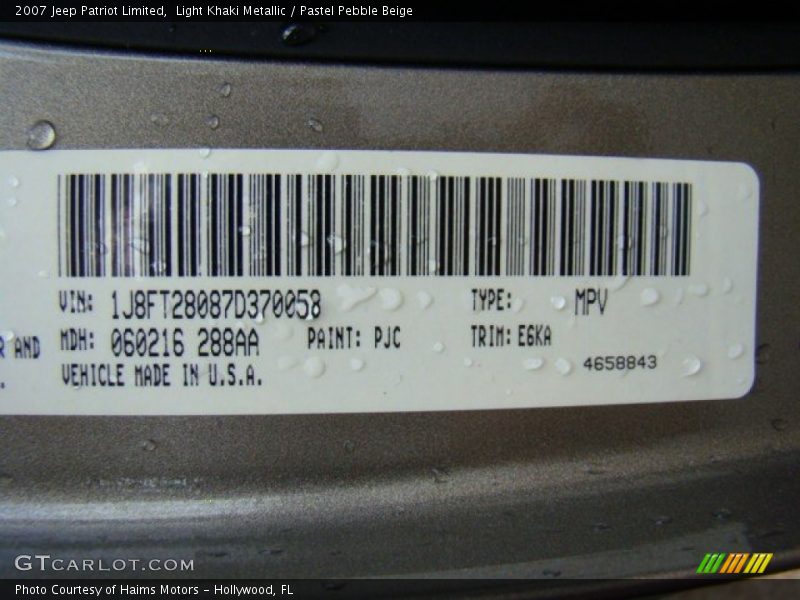 2007 Jeep Patriot Limited,  Light Khaki Metallic / Pastel Pebble Beige
VIN: 1J8FT28087D370058 TYPE: MPV
R AND MDH: 060216 288AA PAINT: PJC TRIM: E6KA
. VEHICLE MADE IN U.S.A. 4658843
GTCARLOT.COM
Photo Courtesy of Haims Motors - Hollywood, FL